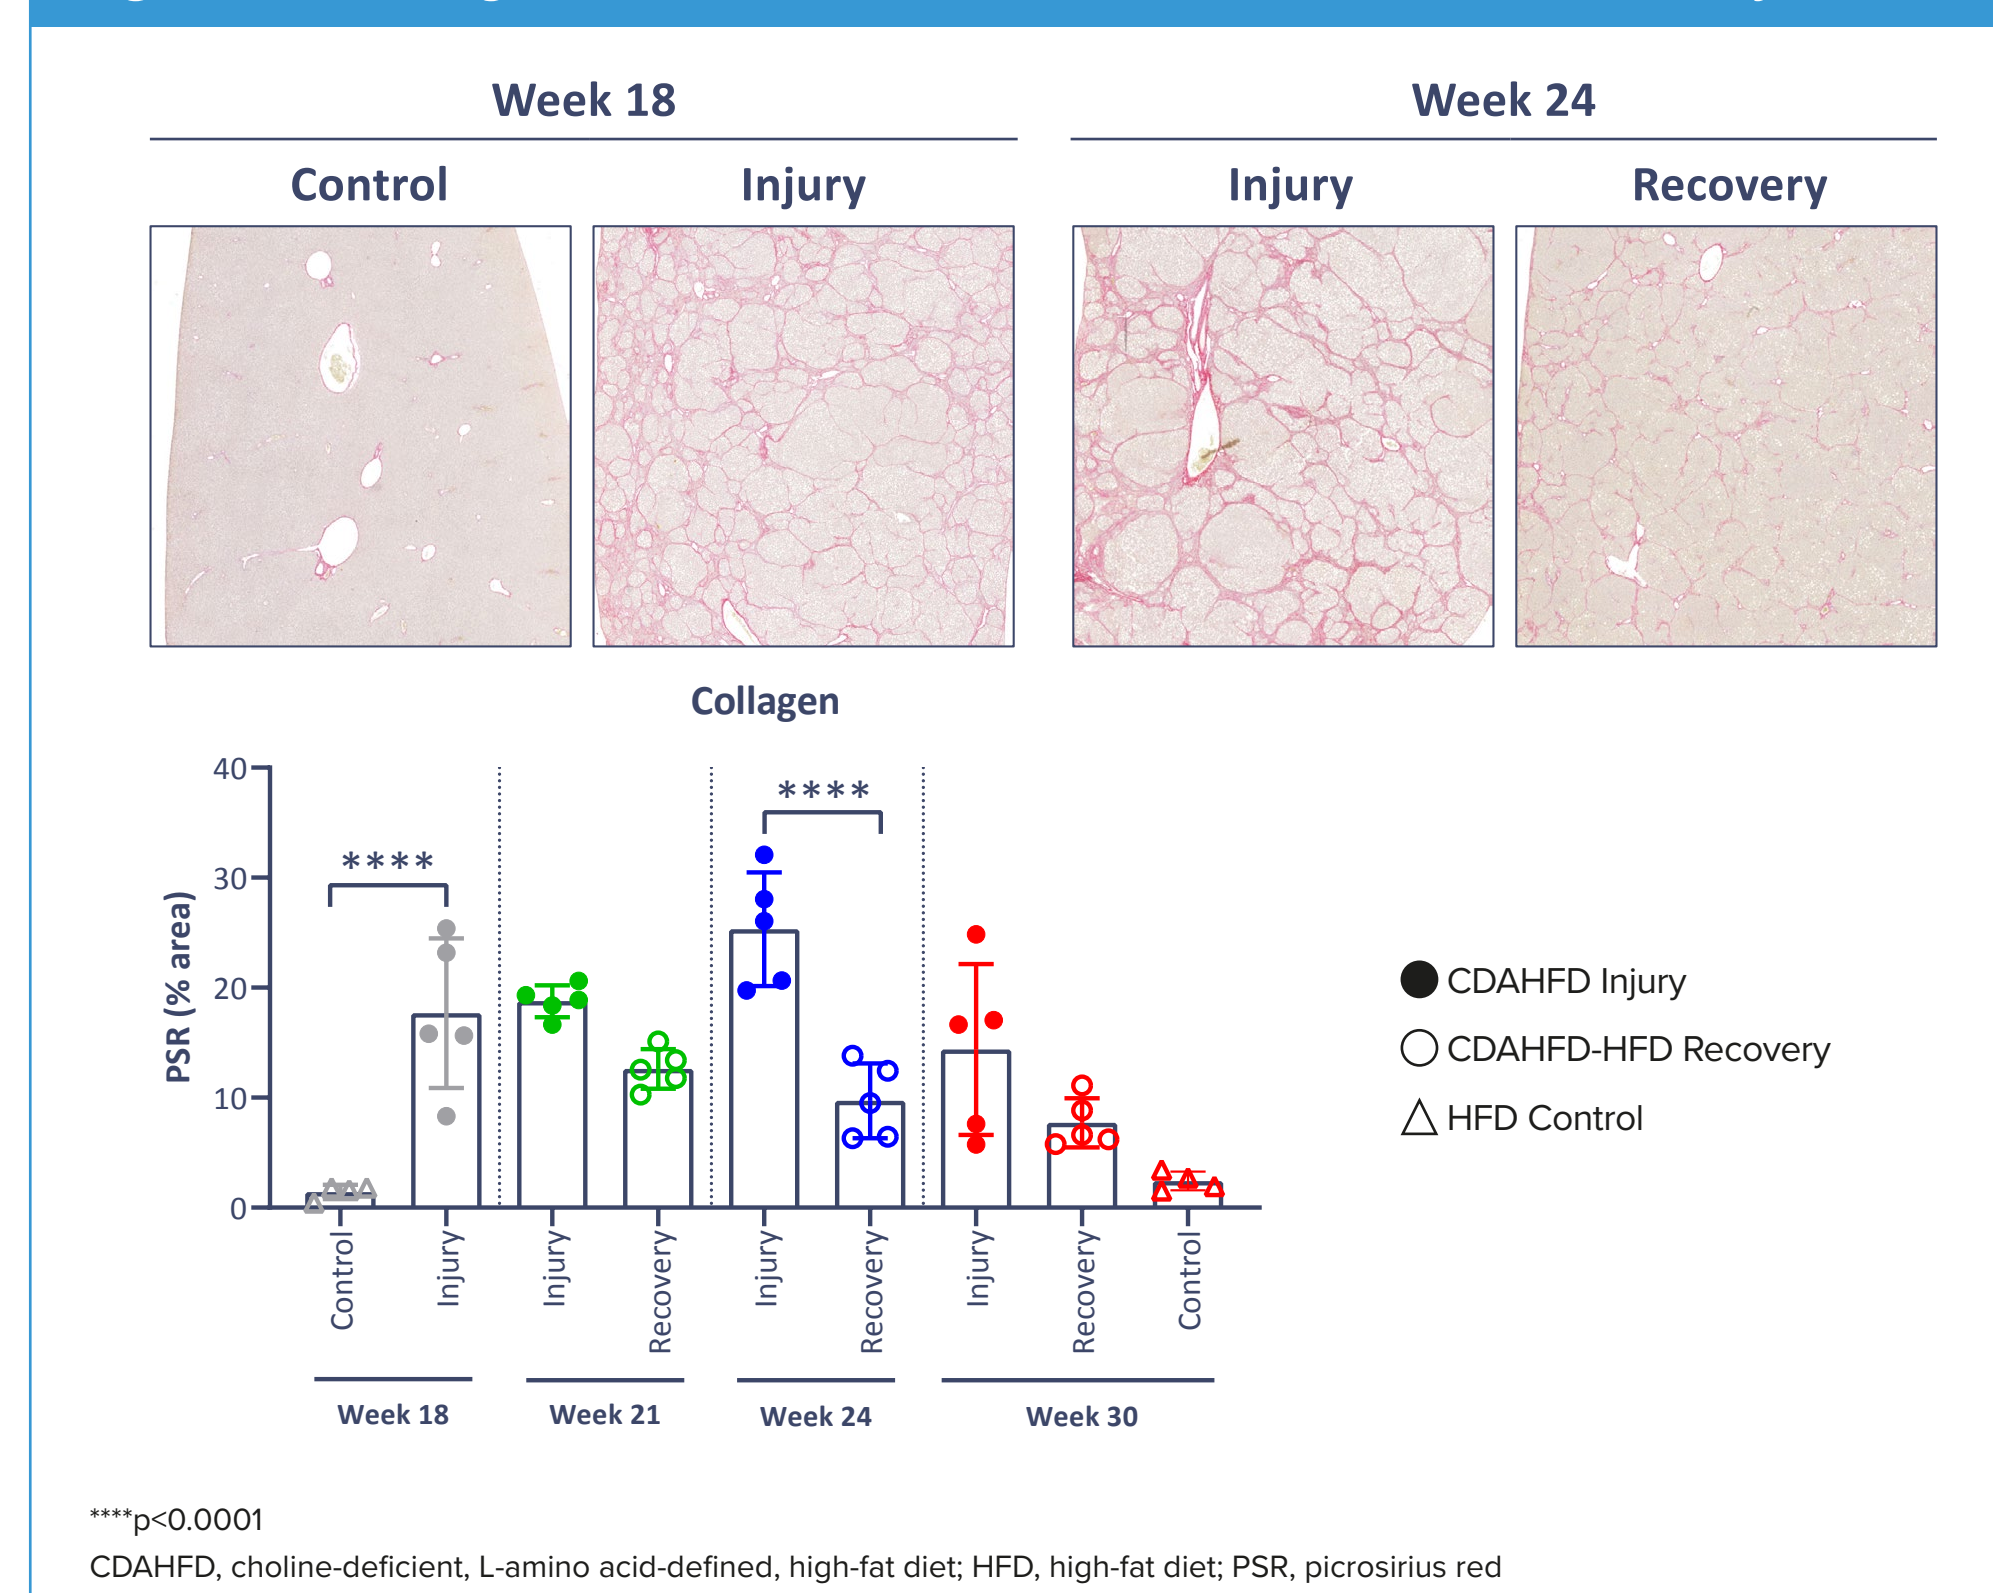 Week 18
Week 24
Control
Injury
Injury
Recovery
Collagen
PSR (% area)
40
30
20
10
0
****
****
Control
Injury
Injury
Recovery
Injury
Recovery
Injury
Recovery
Control
Week 18
Week 21
Week 24
Week 30
CDAHFD Injury
CDAHFD-HFD Recovery
HFD Control
****p<0.0001
CDAHFD, choline-deficient, L-amino acid-defined, high-fat diet; HFD, high-fat diet; PSR, picrosirius red